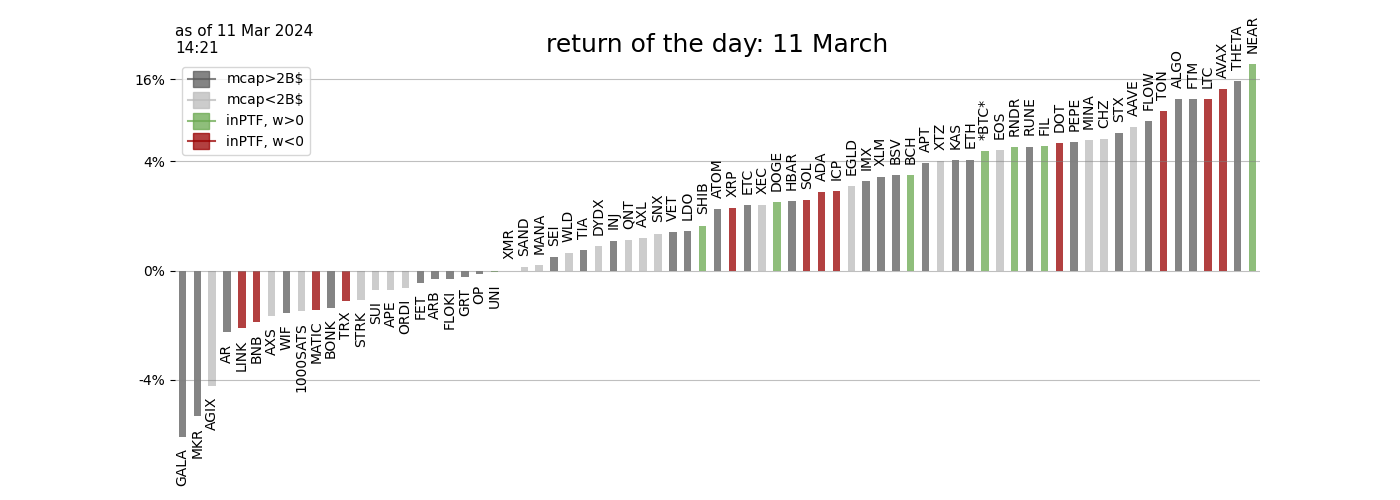 as of 11 Mar 2024
14:21
return of the day: 11 March
mcap>2B$
mcap<2B$
inPTF, w>0
inPTF, w<0
16%
4%
0%
-4%
GALA
MKR
AGIX
AR
LINK
BNB
AXS
WIF
1000SATS
MATIC
BONK
TRX
STRK
SUI
APE
ORDI
FET
ARB
FLOKI
GRT
OP
UNI
XMR
SAND
MANA
SEI
WLD
TIA
DYDX
INJ
QNT
AXL
SNX
VET
LDO
SHIB
ATOM
XRP
ETC
XEC
DOGE
HBAR
SOL
ADA
ICP
EGLD
IMX
XLM
BSV
BCH
APT
XTZ
KAS
ETH
*BTC*
EOS
RNDR
RUNE
FIL
DOT
PEPE
MINA
CHZ
STX
AAVE
FLOW
TON
ALGO
FTM
LTC
AVAX
THETA
NEAR